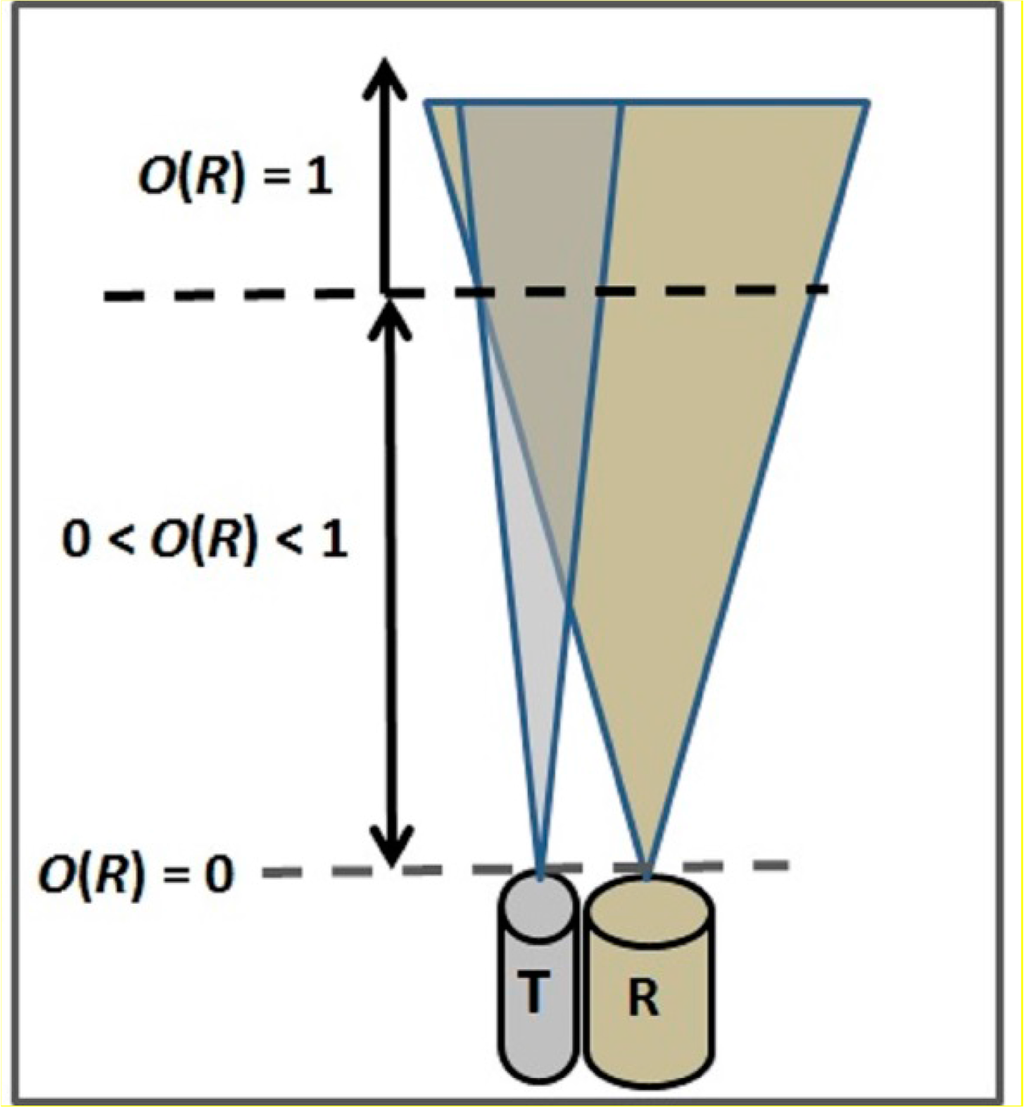 O(R) = 1
0 < O(R) < 1
O(R) = 0
T
R